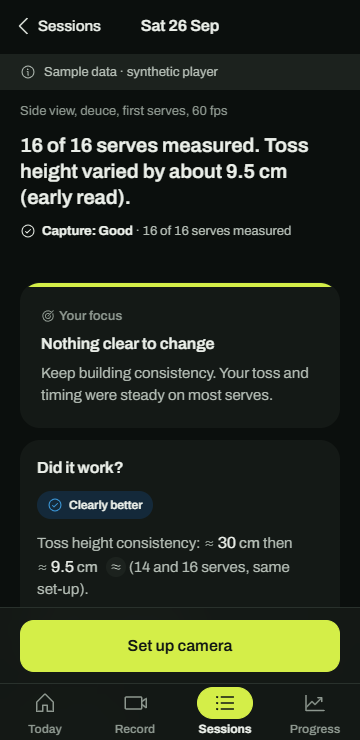 Sessions
Sat 26 Sep
Sample data · synthetic player
Side view, deuce, first serves, 60 fps
16 of 16 serves measured. Toss
height varied by about 9.5 cm
(early read).
Capture: Good · 16 of 16 serves measured
Your focus
Nothing clear to change
Keep building consistency. Your toss and
timing were steady on most serves.
Did it work?
Clearly better
Toss height consistency: ≈ 30 cm then
≈ 9.5 cm ≈ (14 and 16 serves, same
set-up).
Set up camera
Today
Record
Sessions
Progress